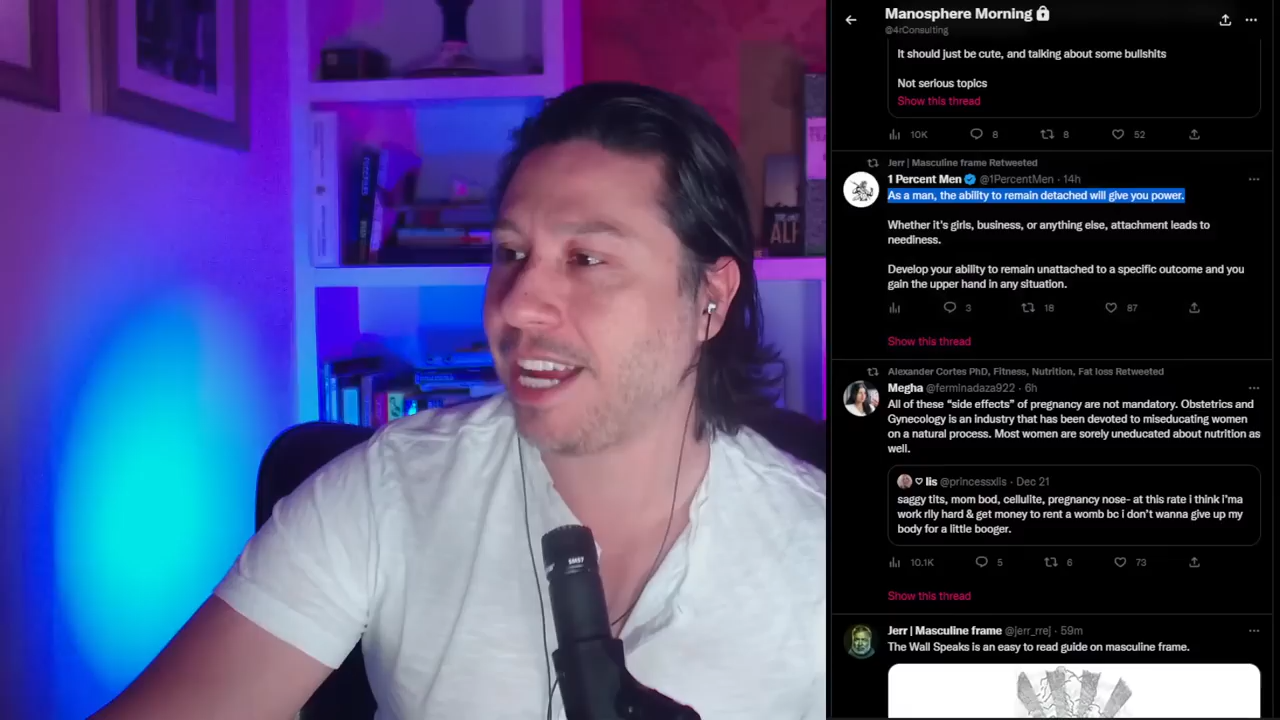 Manosphere Morning
@4rConsulting
It should just be cute, and talking about some bullshits
Not serious topics
Show this thread
10K
8
8
52
Jerr | Masculine frame Retweeted
1 Percent Men @1PercentMen · 14h
As a man, the ability to remain detached will give you power.
Whether it's girls, business, or anything else, attachment leads to
neediness.
Develop your ability to remain unattached to a specific outcome and you
gain the upper hand in any situation.
3
18
87
Show this thread
Alexander Cortes PhD, Fitness, Nutrition, Fat loss Retweeted
Megha @ferminadaza922 · 6h
All of these “side effects” of pregnancy are not mandatory. Obstetrics and
Gynecology is an industry that has been devoted to miseducating women
on a natural process. Most women are sorely uneducated about nutrition as
well.
♡ lis @princessxlis · Dec 21
saggy tits, mom bod, cellulite, pregnancy nose- at this rate i think i'ma
work rlly hard & get money to rent a womb bc i don't wanna give up my
body for a little booger.
10.1K
5
6
73
Show this thread
Jerr | Masculine frame @jerr_rrej · 59m
The Wall Speaks is an easy to read guide on masculine frame.
ALF
SM57